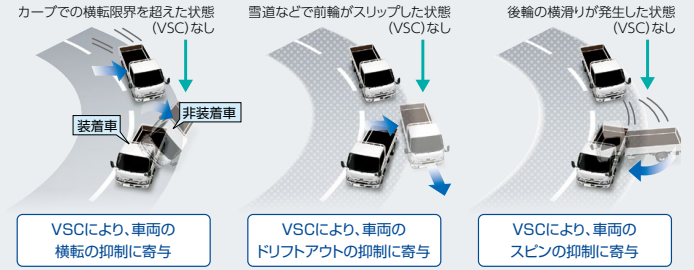 カーブでの横転限界を超えた状態
(VSC)なし
装着車
非装着車
VSCにより、車両の
横転の抑制に寄与
雪道などで前輪がスリップした状態
(VSC)なし
VSCにより、車両の
ドリフトアウトの抑制に寄与
後輪の横滑りが発生した状態
(VSC)なし
VSCにより、車両の
スピンの抑制に寄与